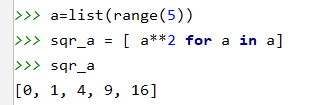 >>> a=list(range(5))
>>> sqr_a = [ a**2 for a in a]
>>> sqr_a
[0, 1, 4, 9, 16]